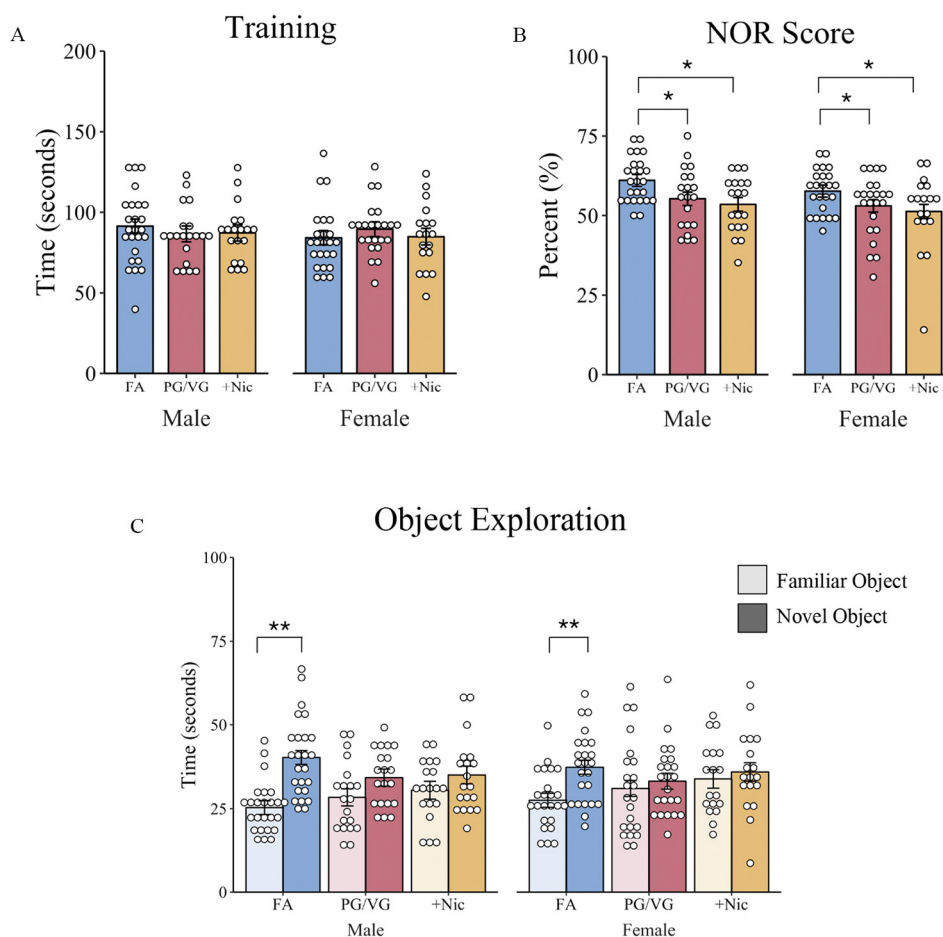 A
Training
Time (seconds)
200
150
100
50
0
FA PG/VG +Nic FA PG/VG +Nic
Male Female
B
NOR Score
Percent (%)
100
75
50
25
0
* *
* *
FA PG/VG +Nic FA PG/VG +Nic
Male Female
C
Object Exploration
Time (seconds)
100
75
50
25
0
** **
Familiar Object
Novel Object
FA PG/VG +Nic FA PG/VG +Nic
Male Female